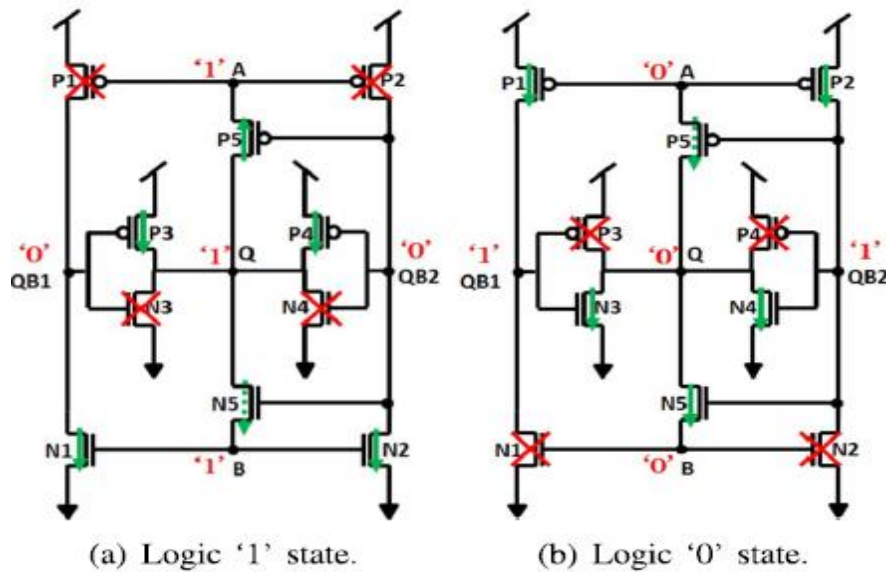 P1 '1' A P2
P5
P3 P4
'0' '1' Q '0'
QB1 QB2
N3 N4
N5
N1 N2
'1' B
(a) Logic '1' state.
P1 '0' A P2
P5
P3 P4
'1' '0' Q '1'
QB1 QB2
N3 N4
N5
N1 N2
'0' B
(b) Logic '0' state.